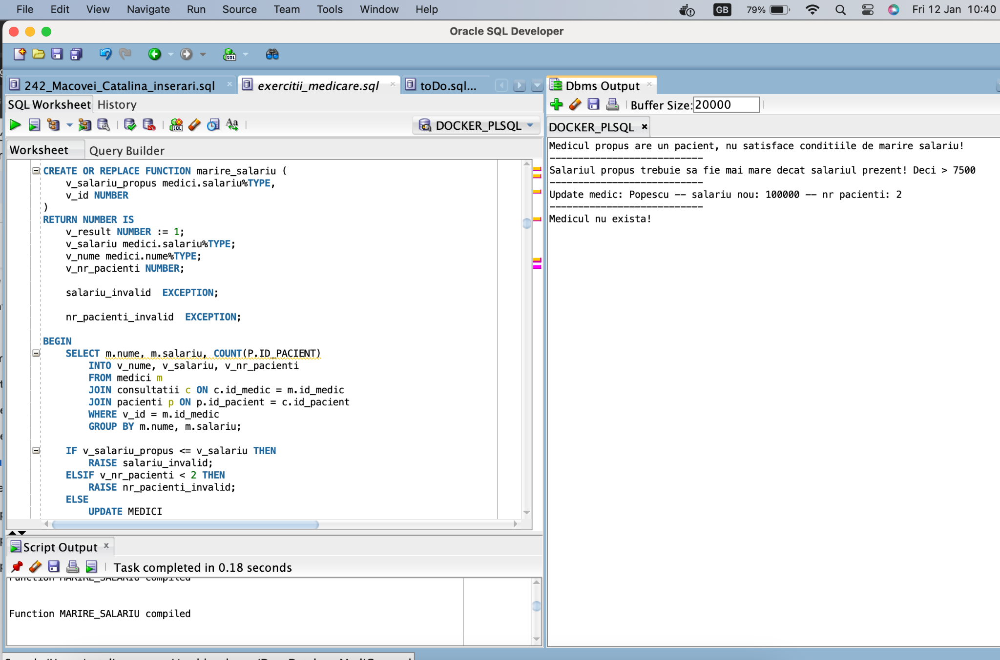 File Edit View Navigate Run Source Team Tools Window Help GB 79% Fri 12 Jan 10:40
Oracle SQL Developer
242_Macovei_Catalina_inserari.sql exercitii_medicare.sql toDo.sql...
SQL Worksheet History
DOCKER_PLSQL
Worksheet Query Builder
CREATE OR REPLACE FUNCTION marire_salariu (
v_salariu_propus medici.salariu%TYPE,
v_id NUMBER
)
RETURN NUMBER IS
v_result NUMBER := 1;
v_salariu medici.salariu%TYPE;
v_nume medici.nume%TYPE;
v_nr_pacienti NUMBER;
salariu_invalid  EXCEPTION;
nr_pacienti_invalid  EXCEPTION;
BEGIN
SELECT m.nume, m.salariu, COUNT(P.ID_PACIENT)
INTO v_nume, v_salariu, v_nr_pacienti
FROM medici m
JOIN consultatii c ON c.id_medic = m.id_medic
JOIN pacienti p ON p.id_pacient = c.id_pacient
WHERE v_id = m.id_medic
GROUP BY m.nume, m.salariu;
IF v_salariu_propus <= v_salariu THEN
RAISE salariu_invalid;
ELSIF v_nr_pacienti < 2 THEN
RAISE nr_pacienti_invalid;
ELSE
UPDATE MEDICI
Script Output
Task completed in 0.18 seconds
Function MARIRE_SALARIU compiled
Function MARIRE_SALARIU compiled
Dbms Output
Buffer Size: 20000
DOCKER_PLSQL
Medicul propus are un pacient, nu satisface conditiile de marire salariu!
---------------------------
Salariul propus trebuie sa fie mai mare decat salariul prezent! Deci > 7500
---------------------------
Update medic: Popescu -- salariu nou: 100000 -- nr pacienti: 2
---------------------------
Medicul nu exista!